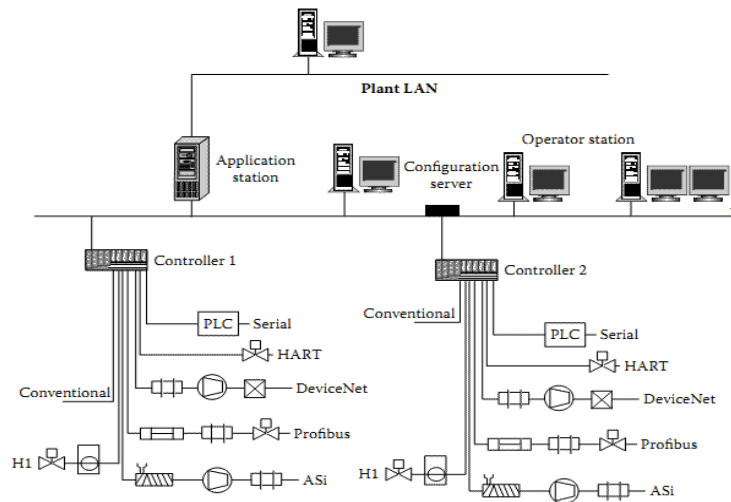 Plant LAN
Application
station
Configuration
server
Operator station
Controller 1
Controller 2
PLC
Serial
HART
Conventional
DeviceNet
Profibus
H1
ASi
Conventional
PLC
Serial
HART
DeviceNet
Profibus
H1
ASi